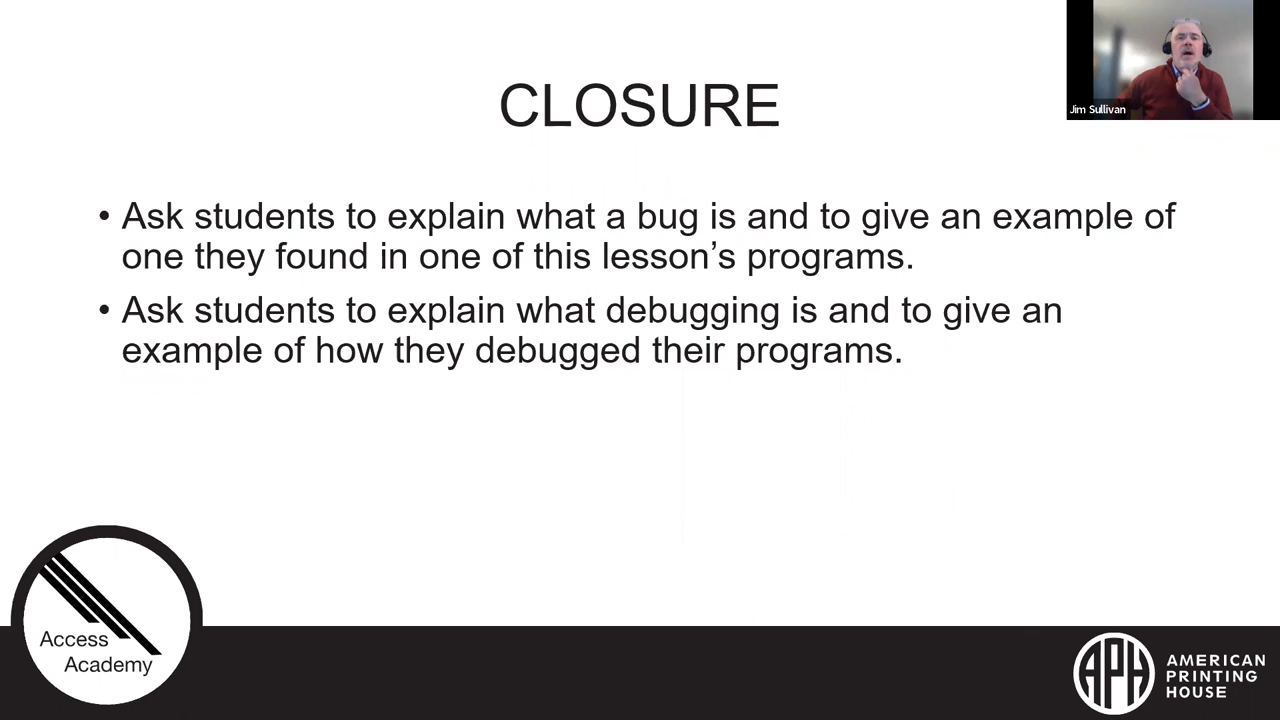 Jim Sullivan
CLOSURE
• Ask students to explain what a bug is and to give an example of
one they found in one of this lesson’s programs.
• Ask students to explain what debugging is and to give an
example of how they debugged their programs.
Access
Academy
APH
AMERICAN
PRINTING
HOUSE